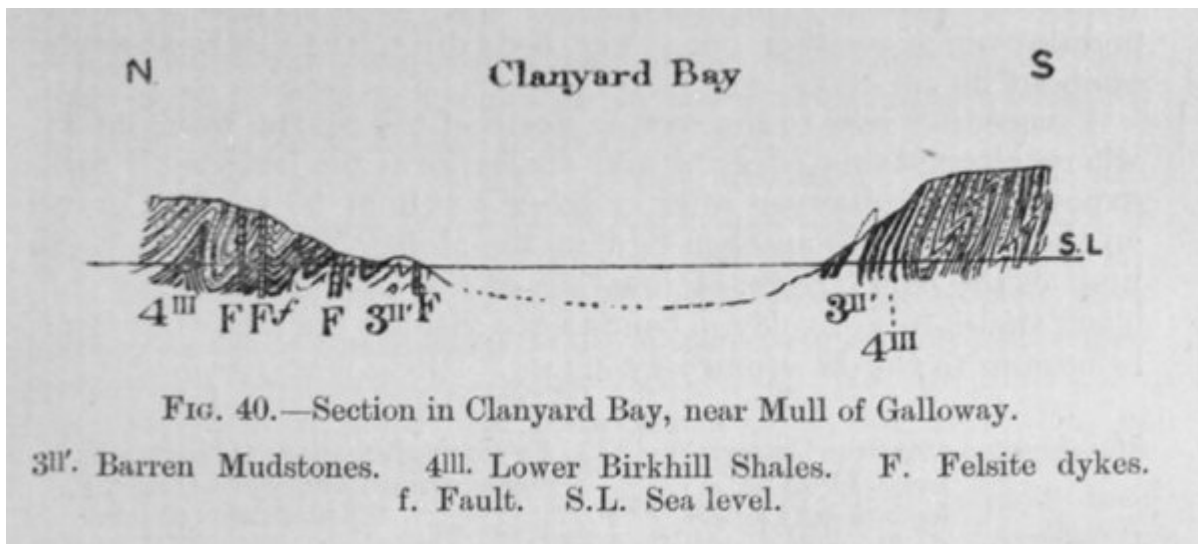 N Clanyard Bay S
S.L
4III F F f F 3II' F 3II'
4III
FIG. 40.—Section in Clanyard Bay, near Mull of Galloway.
3II'. Barren Mudstones. 4III. Lower Birkhill Shales. F. Felsite dykes.
f. Fault. S.L. Sea level.